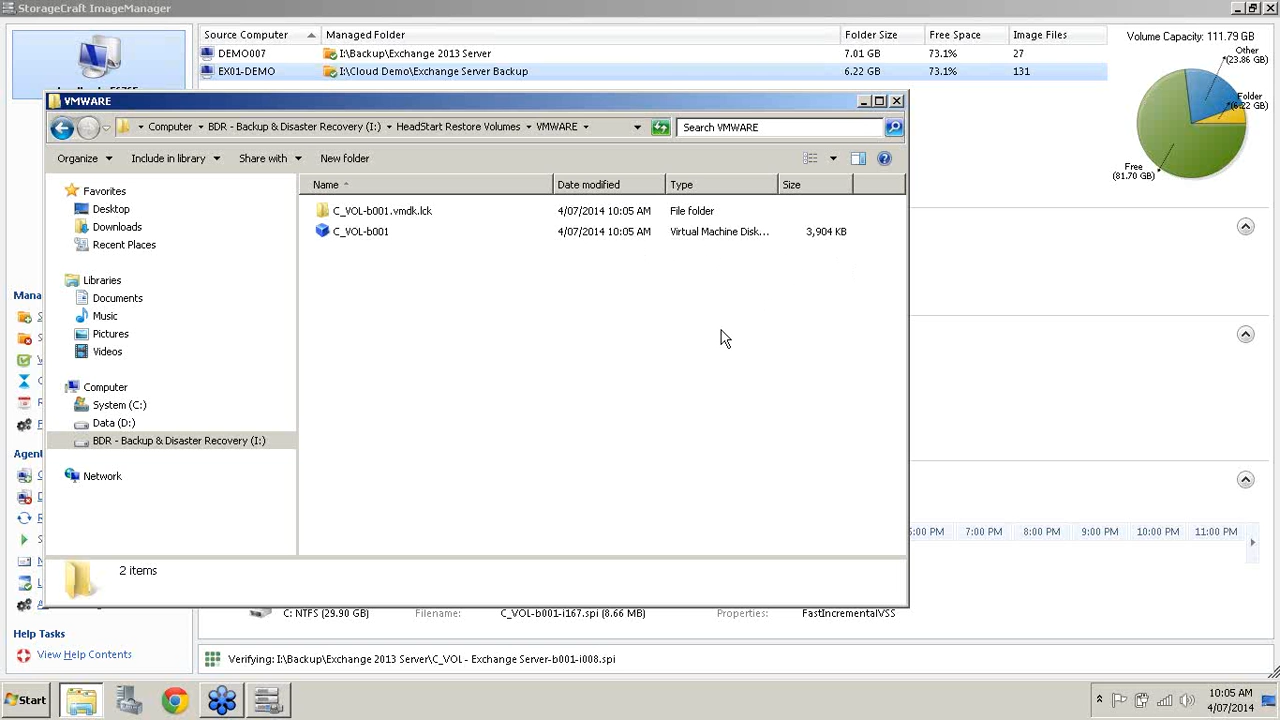 StorageCraft ImageManager
Source Computer Managed Folder Folder Size Free Space Image Files
DEMO007 I:\Backup\Exchange 2013 Server 7.01 GB 73.1% 27
EX01-DEMO I:\Cloud Demo\Exchange Server Backup 6.22 GB 73.1% 131
Volume Capacity: 111.79 GB
Other
(23.86 GB)
Folder
(6.22 GB)
Free
(81.70 GB)
VMWARE
Computer BDR - Backup & Disaster Recovery (I:) HeadStart Restore Volumes VMWARE
Search VMWARE
Organize Include in library Share with New folder
Name Date modified Type Size
C_VOL-b001.vmdk.lck 4/07/2014 10:05 AM File folder
C_VOL-b001 4/07/2014 10:05 AM Virtual Machine Disk... 3,904 KB
Favorites
Desktop
Downloads
Recent Places
Libraries
Documents
Music
Pictures
Videos
Computer
System (C:)
Data (D:)
BDR - Backup & Disaster Recovery (I:)
Network
2 items
Mana
Agent
7:00 PM 8:00 PM 9:00 PM 10:00 PM 11:00 PM
C: NTFS (29.90 GB) Filename: C_VOL-b001-i167.spi (8.66 MB) Properties: FastIncrementalVSS
Help Tasks
View Help Contents
Verifying: I:\Backup\Exchange 2013 Server\C_VOL - Exchange Server-b001-i008.spi
Start
10:05 AM
4/07/2014